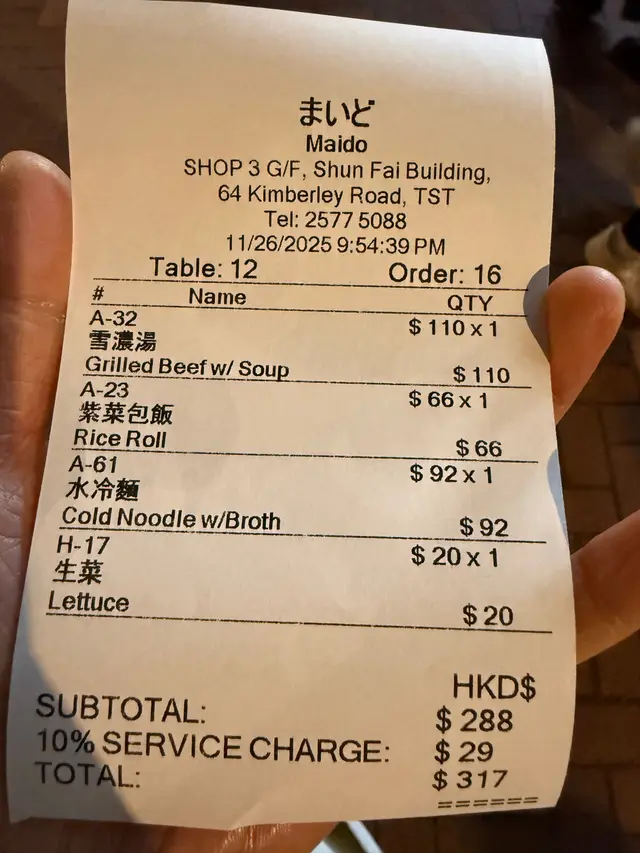 まいど
Maido
SHOP 3 G/F, Shun Fai Building,
64 Kimberley Road, TST
Tel: 2577 5088
11/26/2025 9:54:39 PM
Table: 12 Order: 16
# Name QTY
A-32 $ 110 x 1
雪濃湯
Grilled Beef w/ Soup $ 110
A-23 $ 66 x 1
紫菜包飯
Rice Roll $ 66
A-61 $ 92 x 1
水冷麵
Cold Noodle w/Broth $ 92
H-17 $ 20 x 1
生菜
Lettuce $ 20
HKD$
SUBTOTAL: $ 288
10% SERVICE CHARGE: $ 29
TOTAL: $ 317
======